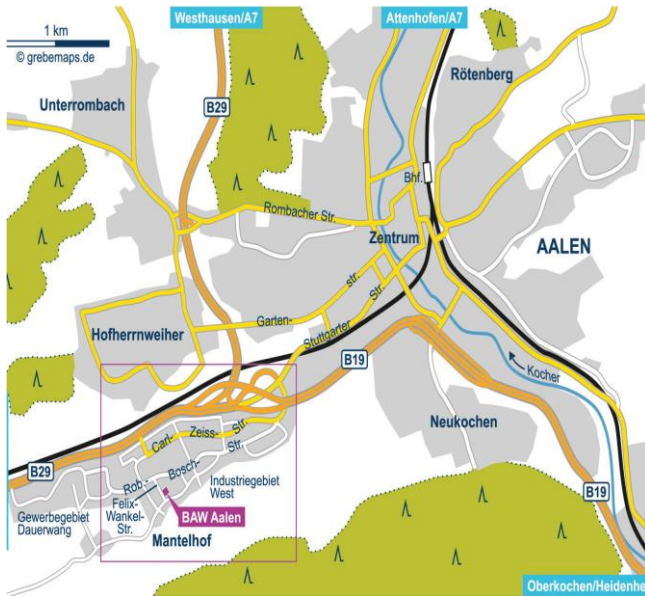 Westhausen/A7
Attenhofen/A7
1 km
© grebemaps.de
Rötenberg
Unterrombach
B29
Bhf.
Rombacher Str.
Zentrum
AALEN
Garten-
str.
Stuttgarter
Str.
Hofherrnweiher
B19
Kocher
Neukochen
Carl-
Zeiss-
Str.
Rob.-
Bosch-
Str.
B29
Industriegebiet
West
Felix-
Wankel-
Str.
Gewerbegebiet
Dauerwang
BAW Aalen
Mantelhof
B19
Oberkochen/Heidenhe